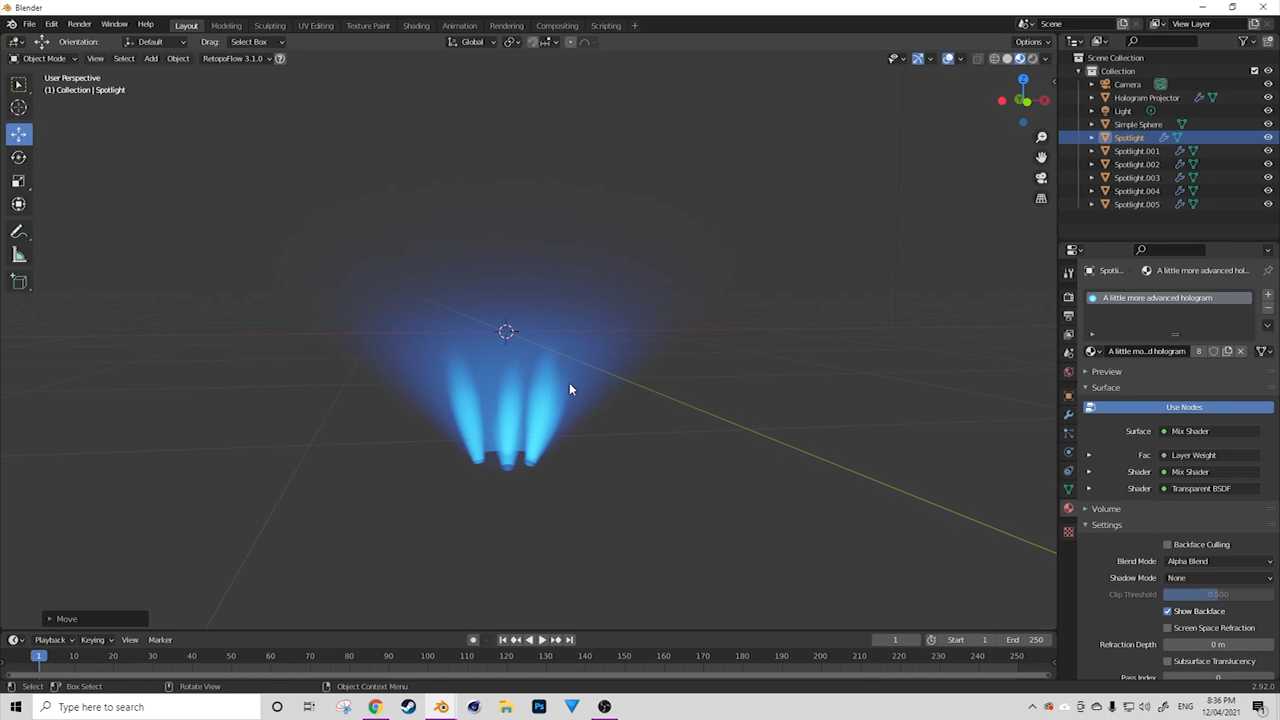 Blender
File Edit Render Window Help Layout Modeling Sculpting UV Editing Texture Paint Shading Animation Rendering Compositing Scripting + Scene View Layer
Orientation: Default Drag: Select Box Global Options
Object Mode View Select Add Object RetopoFlow 3.1.0
User Perspective
(1) Collection | Spotlight
Z
Scene Collection
Collection
Camera
Hologram Projector
Light
Simple Sphere
Spotlight
Spotlight.001
Spotlight.002
Spotlight.003
Spotlight.004
Spotlight.005
Spotli... A little more advanced hol...
A little more advanced hologram
A little mo...d hologram 8
Preview
Surface
Use Nodes
Surface Mix Shader
Fac Layer Weight
Shader Mix Shader
Shader Transparent BSDF
Volume
Settings
Backface Culling
Blend Mode Alpha Blend
Shadow Mode None
Clip Threshold 0.500
Show Backface
Screen Space Refraction
Refraction Depth 0 m
Subsurface Translucency
Pass Index 0
Move
Playback Keying View Marker 1 Start 1 End 250
1 10 20 30 40 50 60 70 80 90 100 110 120 130 140 150 160 170 180 190 200 210 220 230 240 250
Select Box Select Rotate View Object Context Menu 2.92.0
Type here to search ENG 8:36 PM
12/04/2021